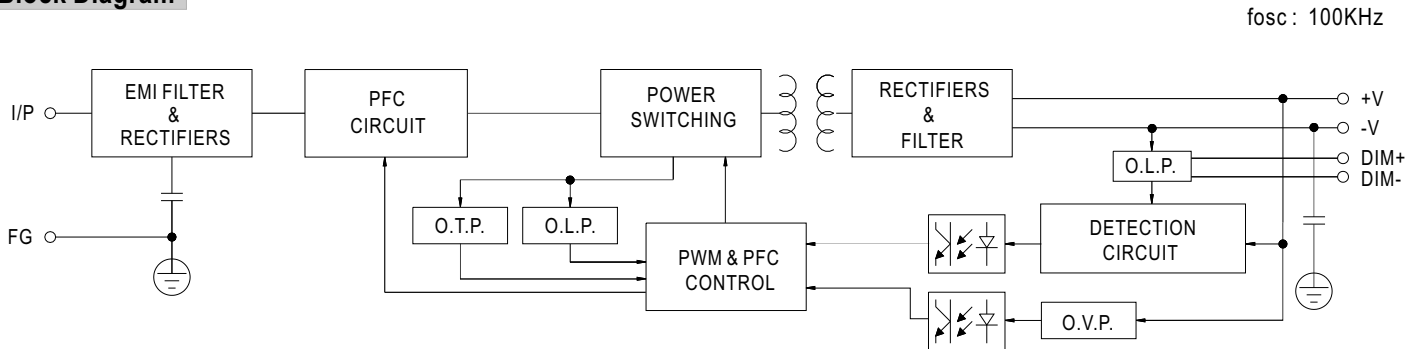 Block Diagram
fosc : 100KHz
I/P
EMI FILTER
&
RECTIFIERS
PFC
CIRCUIT
POWER
SWITCHING
RECTIFIERS
&
FILTER
+V
-V
DIM+
DIM-
O.L.P.
O.T.P.
O.L.P.
FG
PWM & PFC
CONTROL
DETECTION
CIRCUIT
O.V.P.